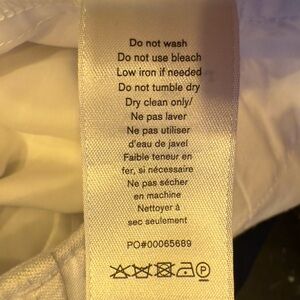 Do not wash
Do not use bleach
Low iron if needed
Do not tumble dry
Dry clean only/
Ne pas laver
Ne pas utiliser
d'eau de javel
Faible teneur en
fer, si nécessaire
Ne pas sécher
en machine
Nettoyer à
sec seulement
PO#00065689
P